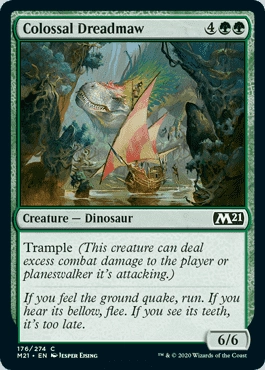 Colossal Dreadmaw 4
Creature — Dinosaur M21
Trample (This creature can deal
excess combat damage to the player or
planeswalker it's attacking.)
If you feel the ground quake, run. If you
hear its bellow, flee. If you see its teeth,
it's too late.
6/6
176/274 C
M21 • EN Jesper Ejsing
™ & © 2020 Wizards of the Coast